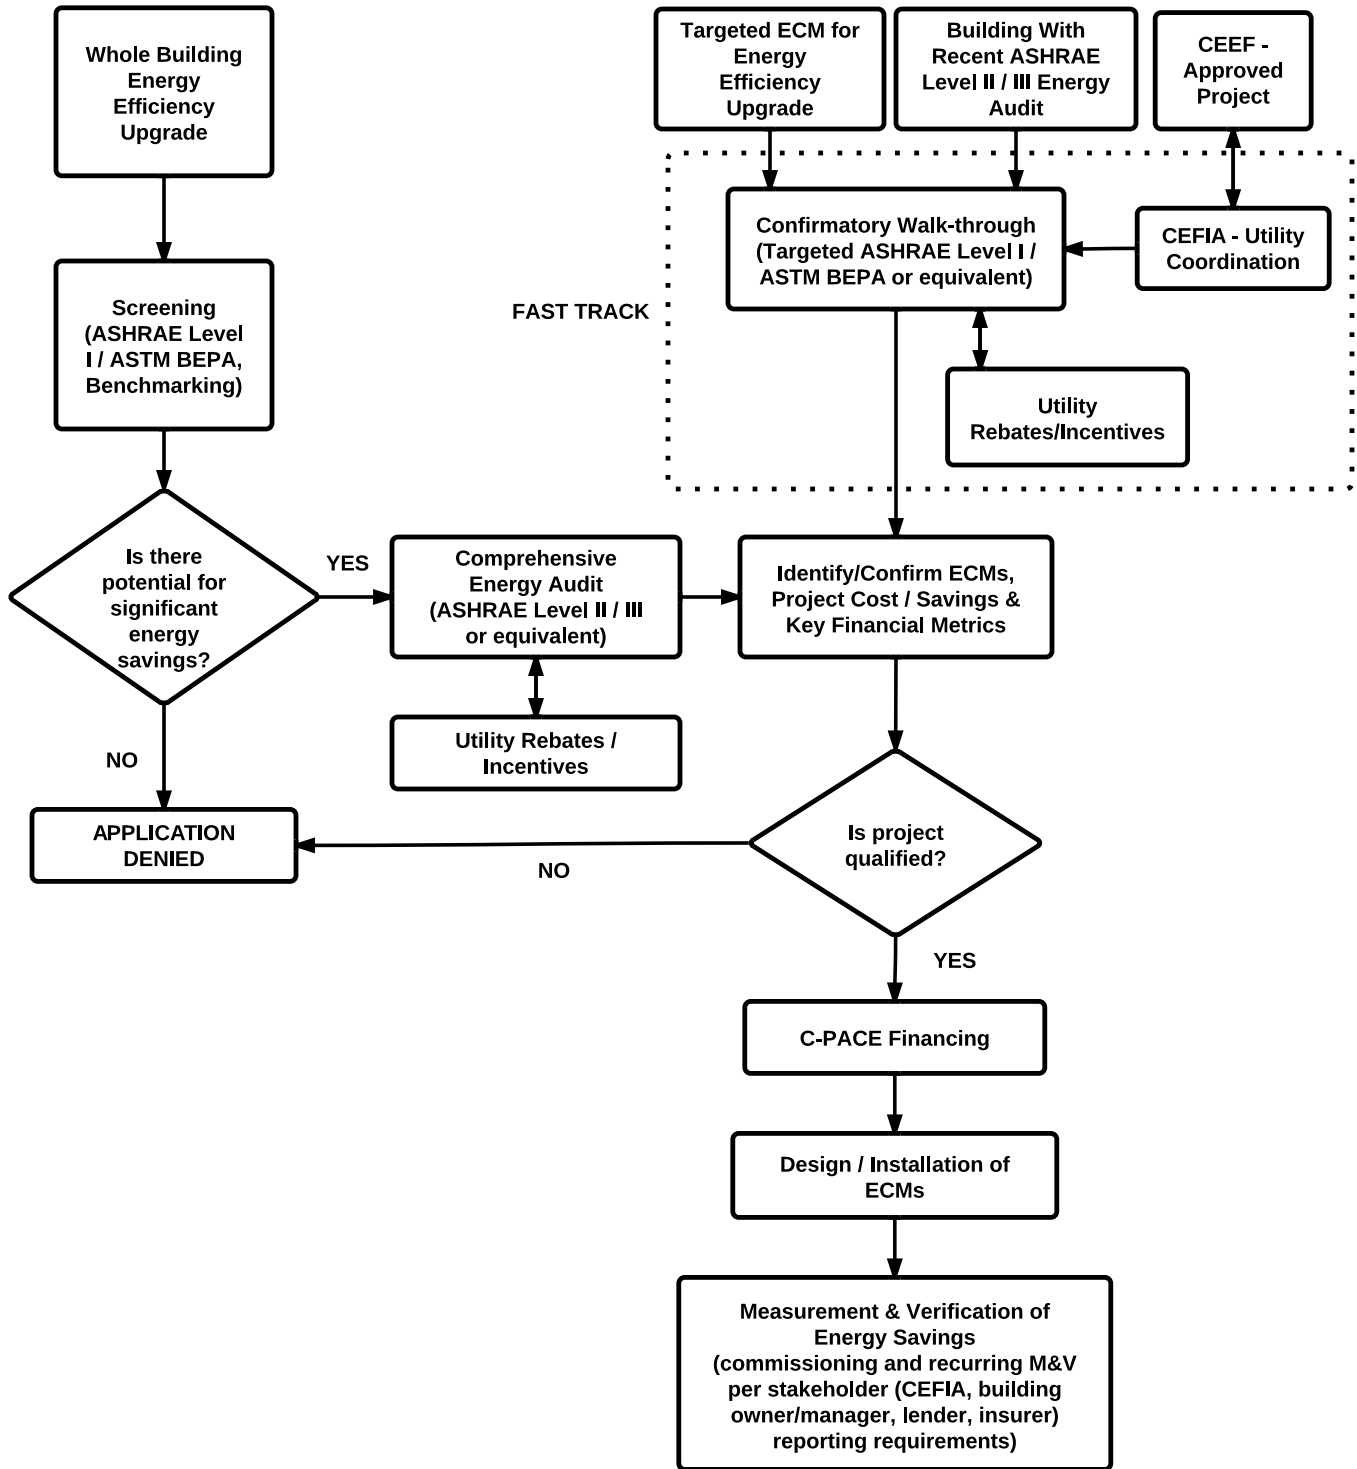 Whole Building
Energy
Efficiency
Upgrade
Targeted ECM for
Energy
Efficiency
Upgrade
Building With
Recent ASHRAE
Level II / III Energy
Audit
CEEF -
Approved
Project
Screening
(ASHRAE Level
I / ASTM BEPA,
Benchmarking)
FAST TRACK
Confirmatory Walk-through
(Targeted ASHRAE Level I /
ASTM BEPA or equivalent)
CEFIA - Utility
Coordination
Utility
Rebates/Incentives
Is there
potential for
significant
energy
savings?
YES
Comprehensive
Energy Audit
(ASHRAE Level II / III
or equivalent)
Identify/Confirm ECMs,
Project Cost / Savings &
Key Financial Metrics
Utility Rebates /
Incentives
NO
APPLICATION
DENIED
NO
Is project
qualified?
YES
C-PACE Financing
Design / Installation of
ECMs
Measurement & Verification of
Energy Savings
(commissioning and recurring M&V
per stakeholder (CEFIA, building
owner/manager, lender, insurer)
reporting requirements)